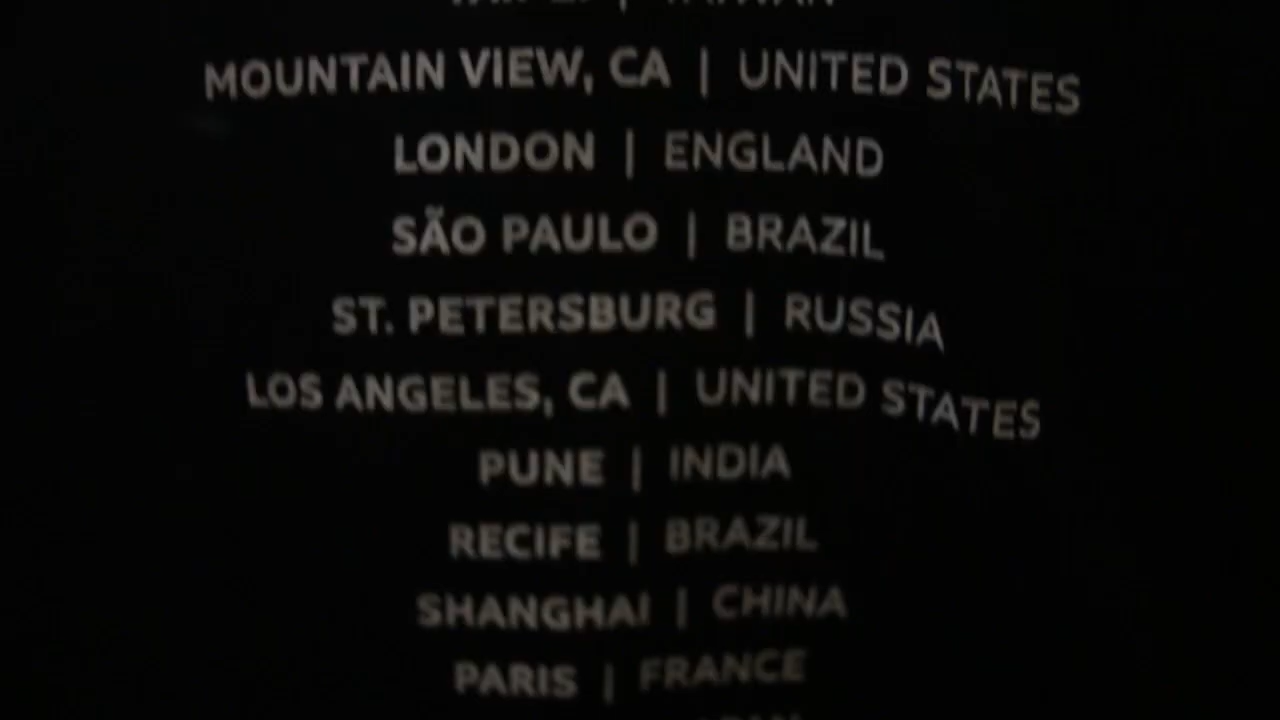 MOUNTAIN VIEW, CA | UNITED STATES
LONDON | ENGLAND
SÃO PAULO | BRAZIL
ST. PETERSBURG | RUSSIA
LOS ANGELES, CA | UNITED STATES
PUNE | INDIA
RECIFE | BRAZIL
SHANGHAI | CHINA
PARIS | FRANCE